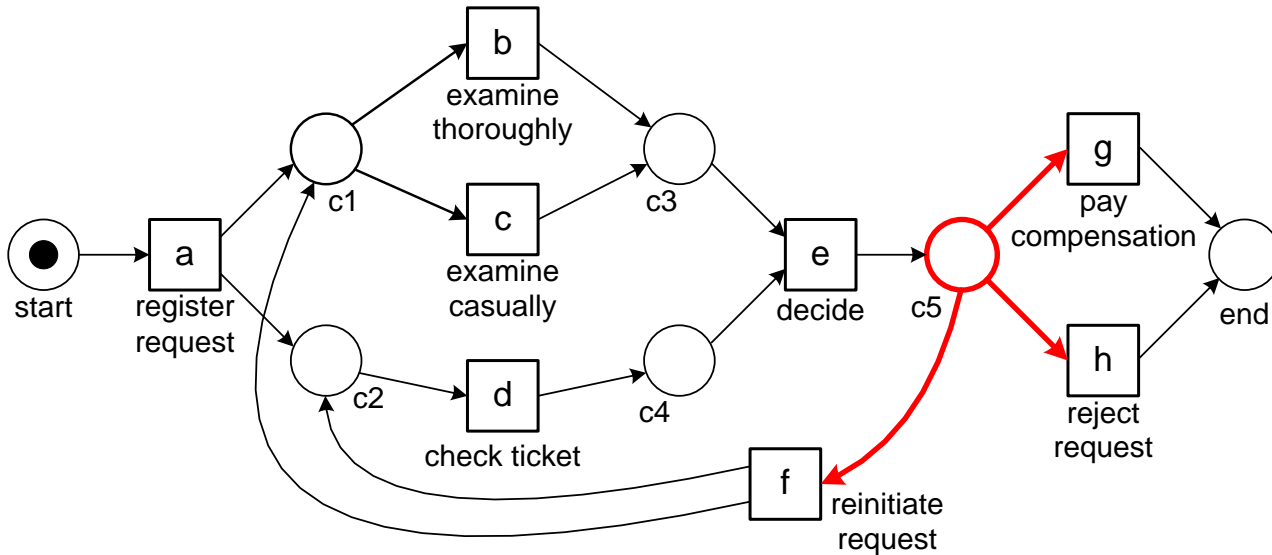 b
examine
thoroughly
g
pay
compensation
c1
c3
c
examine
casually
a
register
request
start
e
decide
c5
end
h
reject
request
c2
d
check ticket
c4
f
reinitiate
request